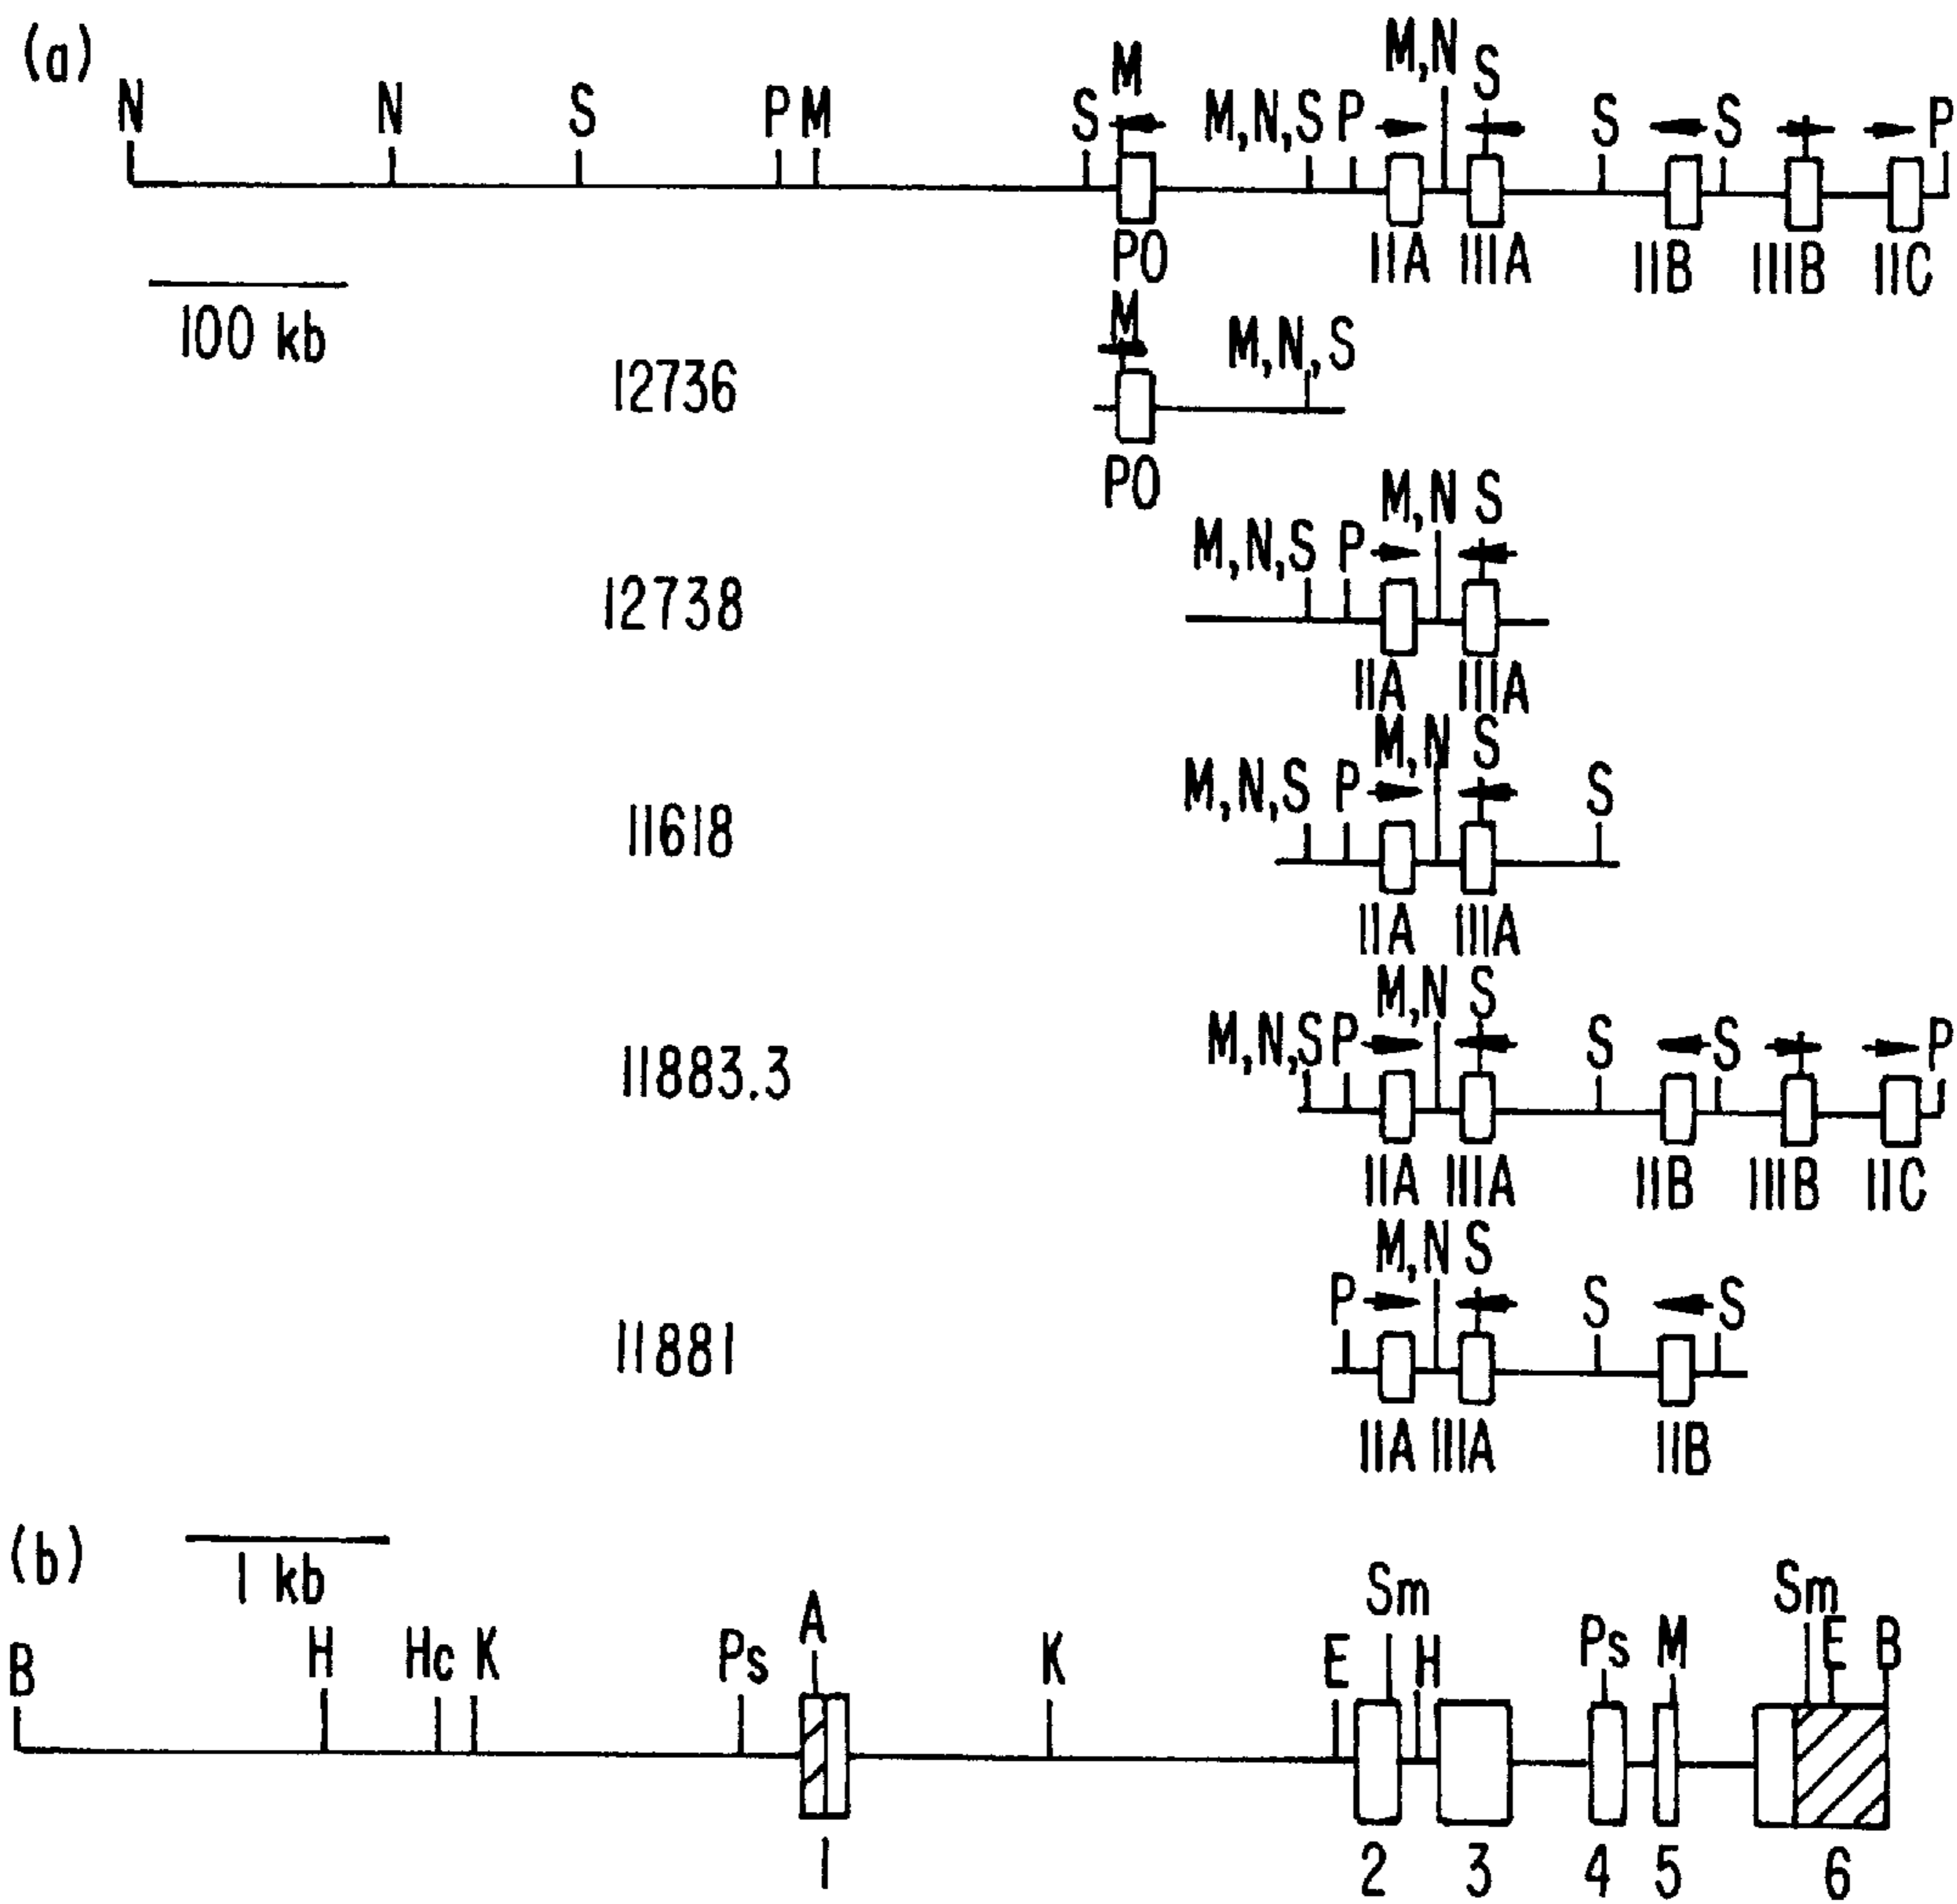 (a)
N N S P M S M M,N,S P M,N S S S P
P0 IIA IIIA IIB IIIB IIC
100 kb
M M,N,S
12736
P0
M,N S
M,N,S P
12738
IIA IIIA
M,N S
M,N,S P S
11618
IIA IIIA
M,N S
M,N,S P S S P
11883.3
IIA IIIA IIB IIIB IIC
M,N S
P S S
11881
IIA IIIA IIB
(b)
1 kb
B H Hc K Ps A K E Sm H Ps M Sm E B
1 2 3 4 5 6